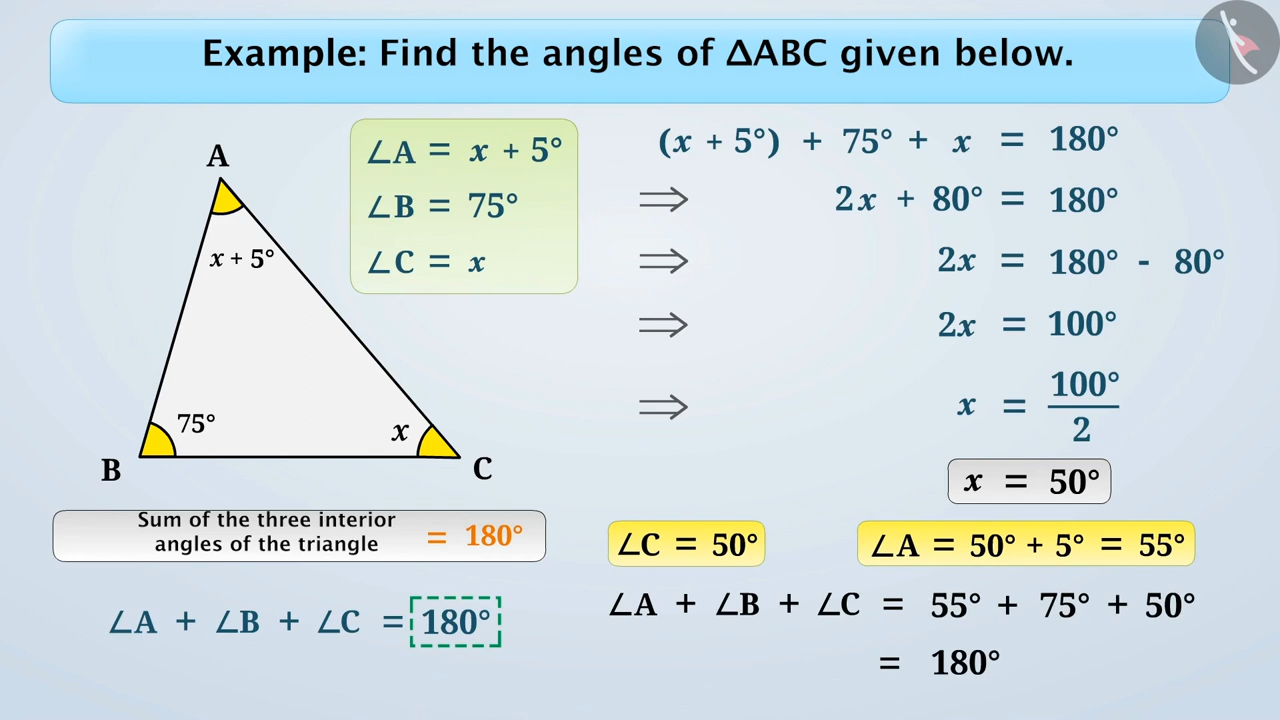 Example: Find the angles of ΔABC given below.
A
x + 5°
75°
x
B
C
∠A = x + 5°
∠B = 75°
∠C = x
Sum of the three interior
angles of the triangle = 180°
∠A + ∠B + ∠C = 180°
(x + 5°) + 75° + x = 180°
⇒ 2x + 80° = 180°
⇒ 2x = 180° - 80°
⇒ 2x = 100°
⇒ x = 100°/2
x = 50°
∠C = 50°
∠A = 50° + 5° = 55°
∠A + ∠B + ∠C = 55° + 75° + 50°
= 180°